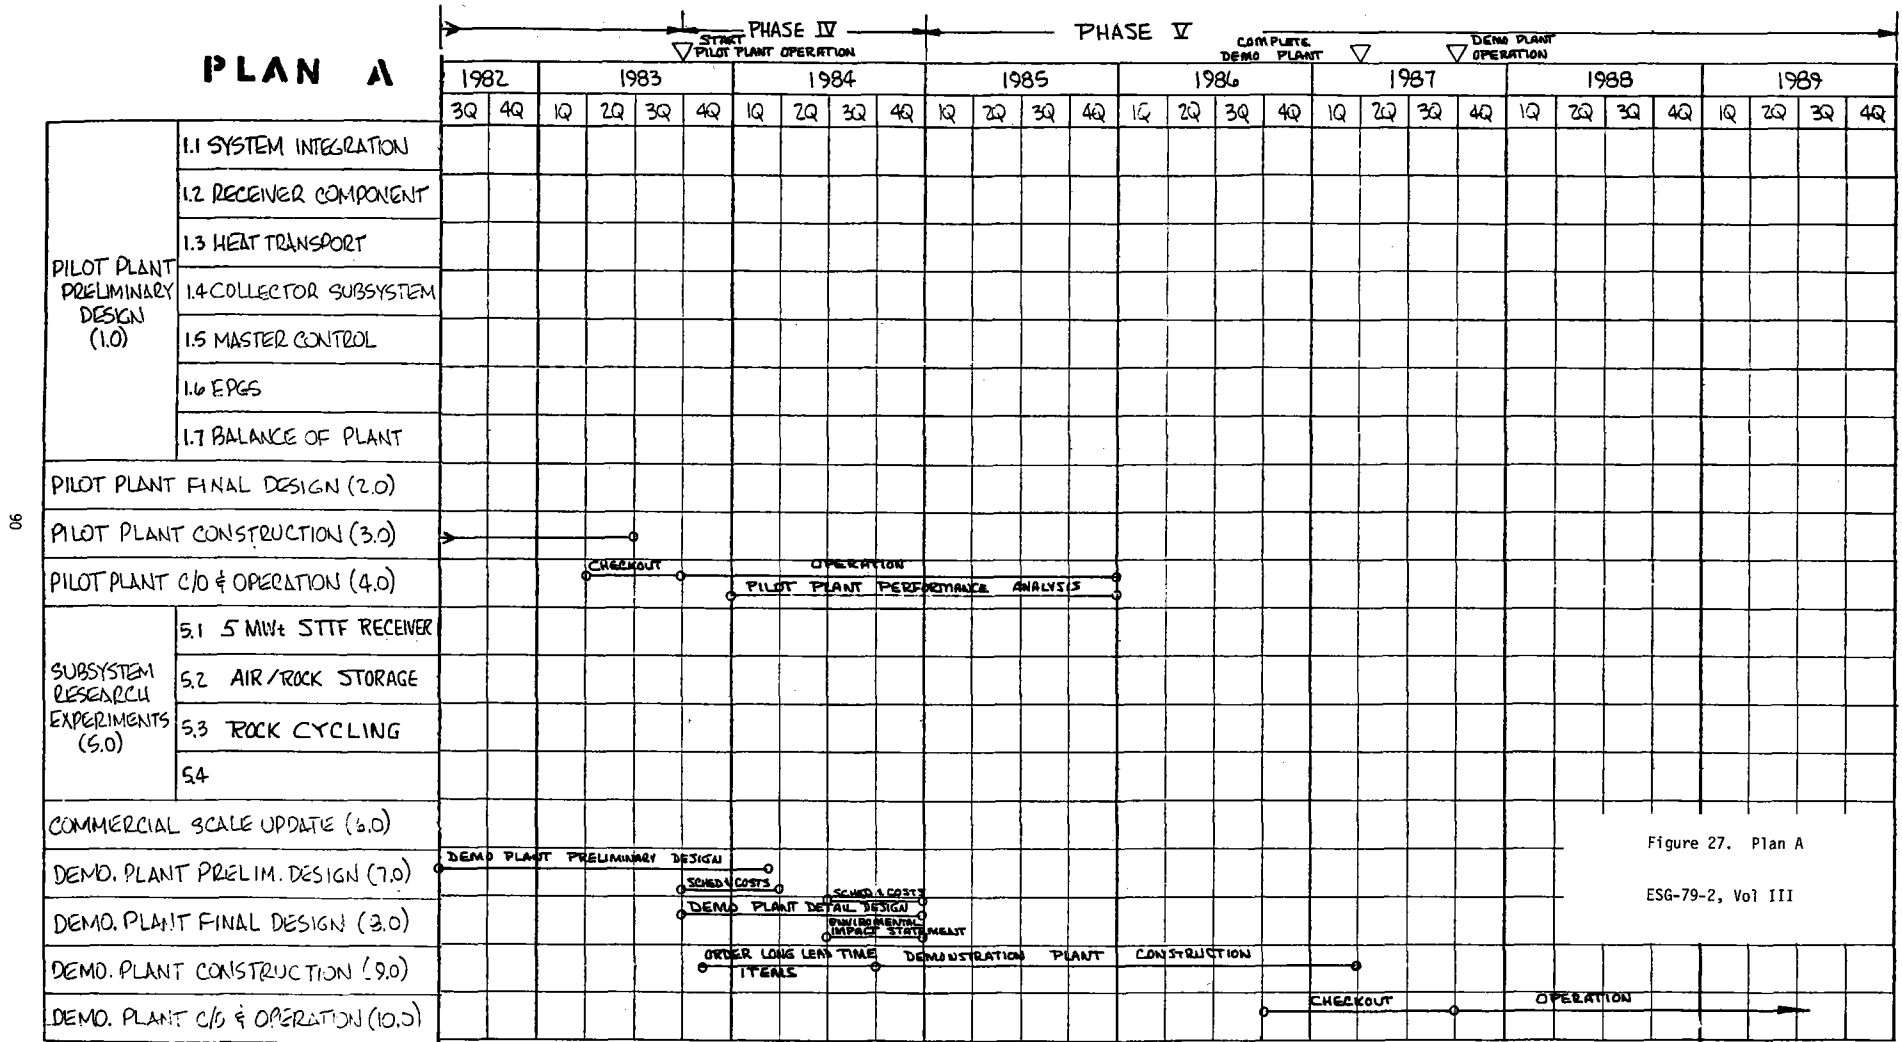 PHASE IV
PHASE V
START
PILOT PLANT OPERATION
COMPLETE
DEMO PLANT
DEMO PLANT
OPERATION
PLAN A
1982 1983 1984 1985 1986 1987 1988 1989
3Q 4Q 1Q 2Q 3Q 4Q 1Q 2Q 3Q 4Q 1Q 2Q 3Q 4Q 1Q 2Q 3Q 4Q 1Q 2Q 3Q 4Q 1Q 2Q 3Q 4Q 1Q 2Q 3Q 4Q
PILOT PLANT
PRELIMINARY
DESIGN
(1.0)
1.1 SYSTEM INTEGRATION
1.2 RECEIVER COMPONENT
1.3 HEAT TRANSPORT
1.4 COLLECTOR SUBSYSTEM
1.5 MASTER CONTROL
1.6 EPGS
1.7 BALANCE OF PLANT
PILOT PLANT FINAL DESIGN (2.0)
PILOT PLANT CONSTRUCTION (3.0)
PILOT PLANT C/O & OPERATION (4.0)
CHECKOUT
OPERATION
PILOT PLANT PERFORMANCE ANALYSIS
SUBSYSTEM
RESEARCH
EXPERIMENTS
(5.0)
5.1 5 MWt STTF RECEIVER
5.2 AIR/ROCK STORAGE
5.3 ROCK CYCLING
5.4
COMMERCIAL SCALE UPDATE (6.0)
DEMO. PLANT PRELIM. DESIGN (7.0)
DEMO PLANT PRELIMINARY DESIGN
SCHED & COSTS
DEMO. PLANT FINAL DESIGN (8.0)
SCHED. & COSTS
DEMO PLANT DETAIL DESIGN
ENVIROMENTAL
IMPACT STATEMENT
DEMO. PLANT CONSTRUCTION (9.0)
ORDER LONG LEAD TIME
ITEMS
DEMONSTRATION PLANT CONSTRUCTION
DEMO. PLANT C/O & OPERATION (10.0)
CHECKOUT
OPERATION
Figure 27. Plan A
ESG-79-2, Vol III
90